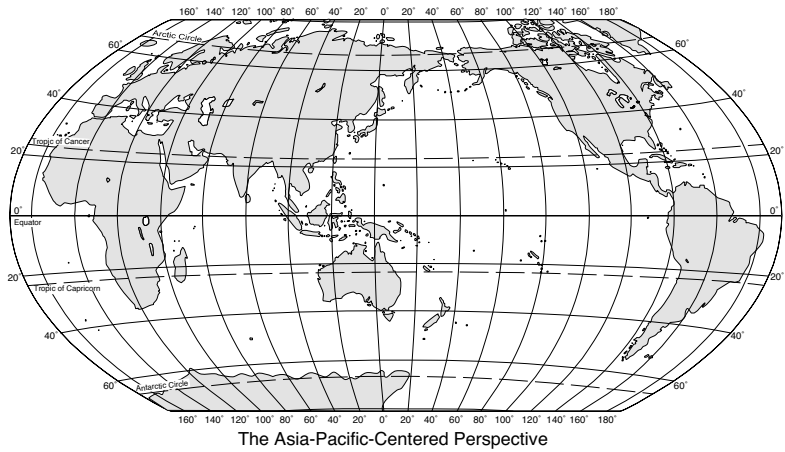 160° 140° 120° 100° 80° 60° 40° 20° 0° 20° 40° 60° 80° 100° 120° 140° 160° 180°
Arctic Circle
60° 60°
40° 40°
Tropic of Cancer
20° 20°
0° 0°
Equator
20° 20°
Tropic of Capricorn
40° 40°
60° 60°
Antarctic Circle
160° 140° 120° 100° 80° 60° 40° 20° 0° 20° 40° 60° 80° 100° 120° 140° 160° 180°
The Asia-Pacific-Centered Perspective